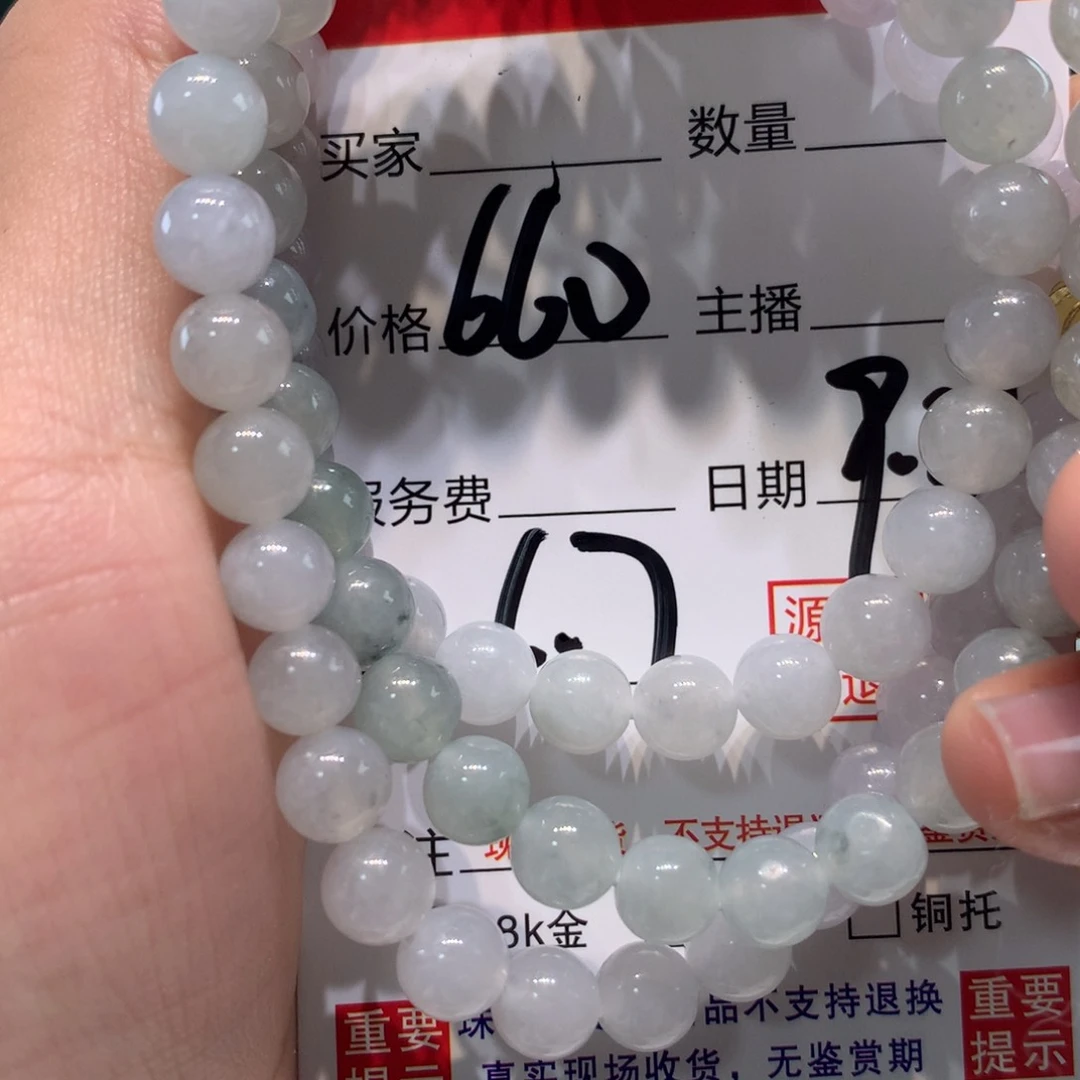 买家 数量
价格 660 主播
务费 日期 9.
源
主
不支持退
8k金 铜托
重要 品不支持退换 重要
真实现场收货，无鉴赏期 提示